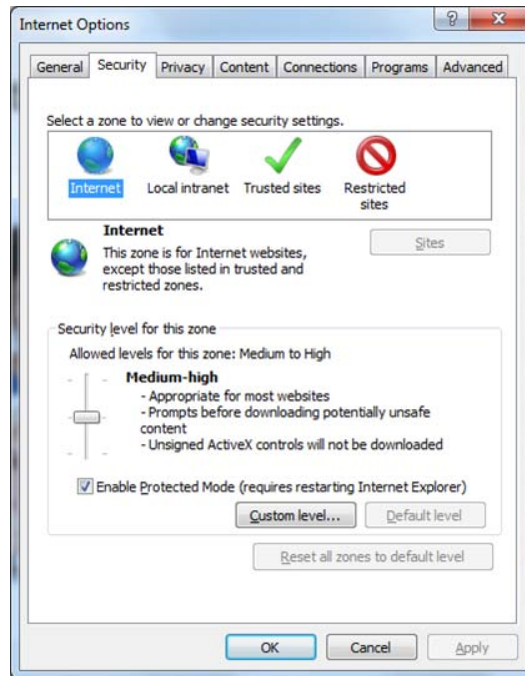 Internet Options
General Security Privacy Content Connections Programs Advanced
Select a zone to view or change security settings.
Internet Local intranet Trusted sites Restricted
sites
Internet
Sites
This zone is for Internet websites,
except those listed in trusted and
restricted zones.
Security level for this zone
Allowed levels for this zone: Medium to High
Medium-high
- Appropriate for most websites
- Prompts before downloading potentially unsafe
content
- Unsigned ActiveX controls will not be downloaded
Enable Protected Mode (requires restarting Internet Explorer)
Custom level... Default level
Reset all zones to default level
OK Cancel Apply